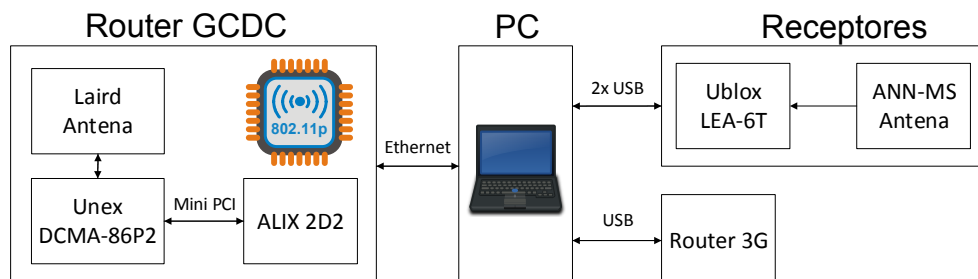 Router GCDC
PC
Receptores
Laird
Antena
802.11p
Unex
DCMA-86P2
Mini PCI
ALIX 2D2
Ethernet
2x USB
Ublox
LEA-6T
ANN-MS
Antena
USB
Router 3G